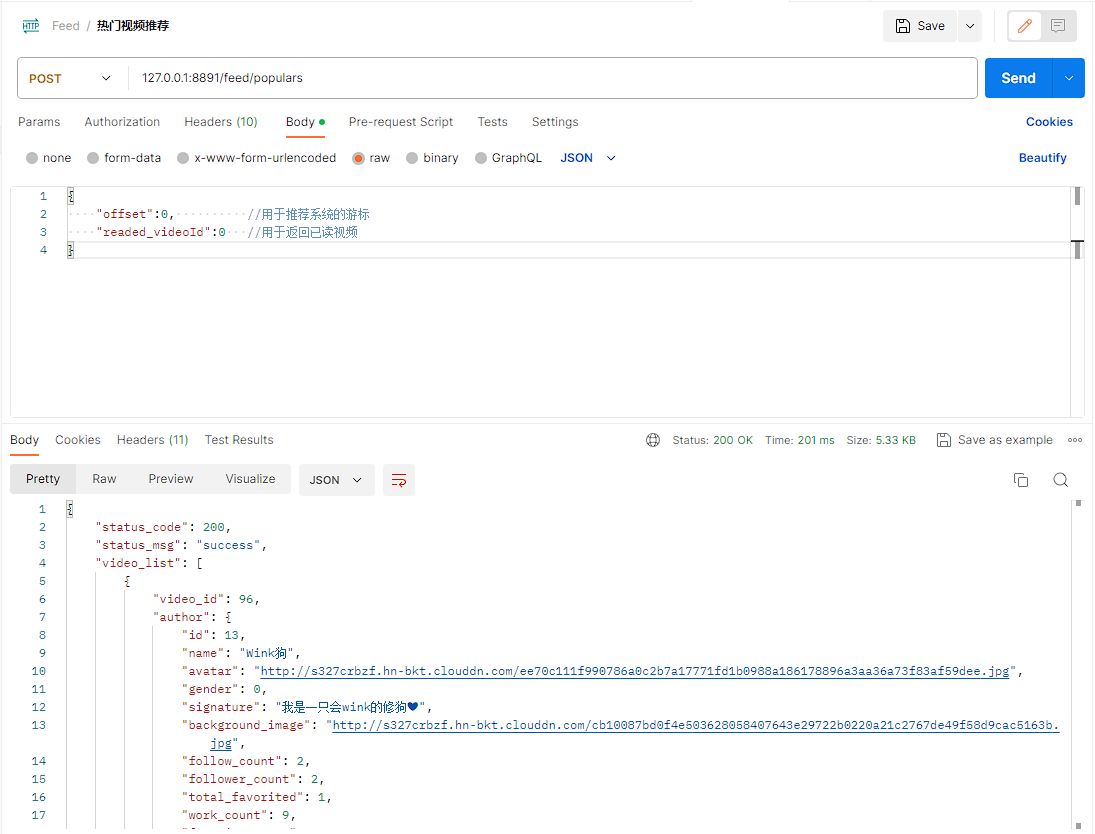 HTTP Feed / 热门视频推荐 Save
POST 127.0.0.1:8891/feed/populars Send
Params Authorization Headers (10) Body Pre-request Script Tests Settings Cookies
none form-data x-www-form-urlencoded raw binary GraphQL JSON Beautify
1 {
2 "offset":0, //用于推荐系统的游标
3 "readed_videoId":0 //用于返回已读视频
4 }
Body Cookies Headers (11) Test Results Status: 200 OK Time: 201 ms Size: 5.33 KB Save as example
Pretty Raw Preview Visualize JSON
1 {
2 "status_code": 200,
3 "status_msg": "success",
4 "video_list": [
5 {
6 "video_id": 96,
7 "author": {
8 "id": 13,
9 "name": "Wink狗",
10 "avatar": "http://s327crbzf.hn-bkt.clouddn.com/ee70c111f990786a0c2b7a17771fd1b0988a186178896a3aa36a73f83af59dee.jpg",
11 "gender": 0,
12 "signature": "我是一只会wink的修狗♥",
13 "background_image": "http://s327crbzf.hn-bkt.clouddn.com/cb10087bd0f4e503628058407643e29722b0220a21c2767de49f58d9cac5163b.
jpg",
14 "follow_count": 2,
15 "follower_count": 2,
16 "total_favorited": 1,
17 "work_count": 9,